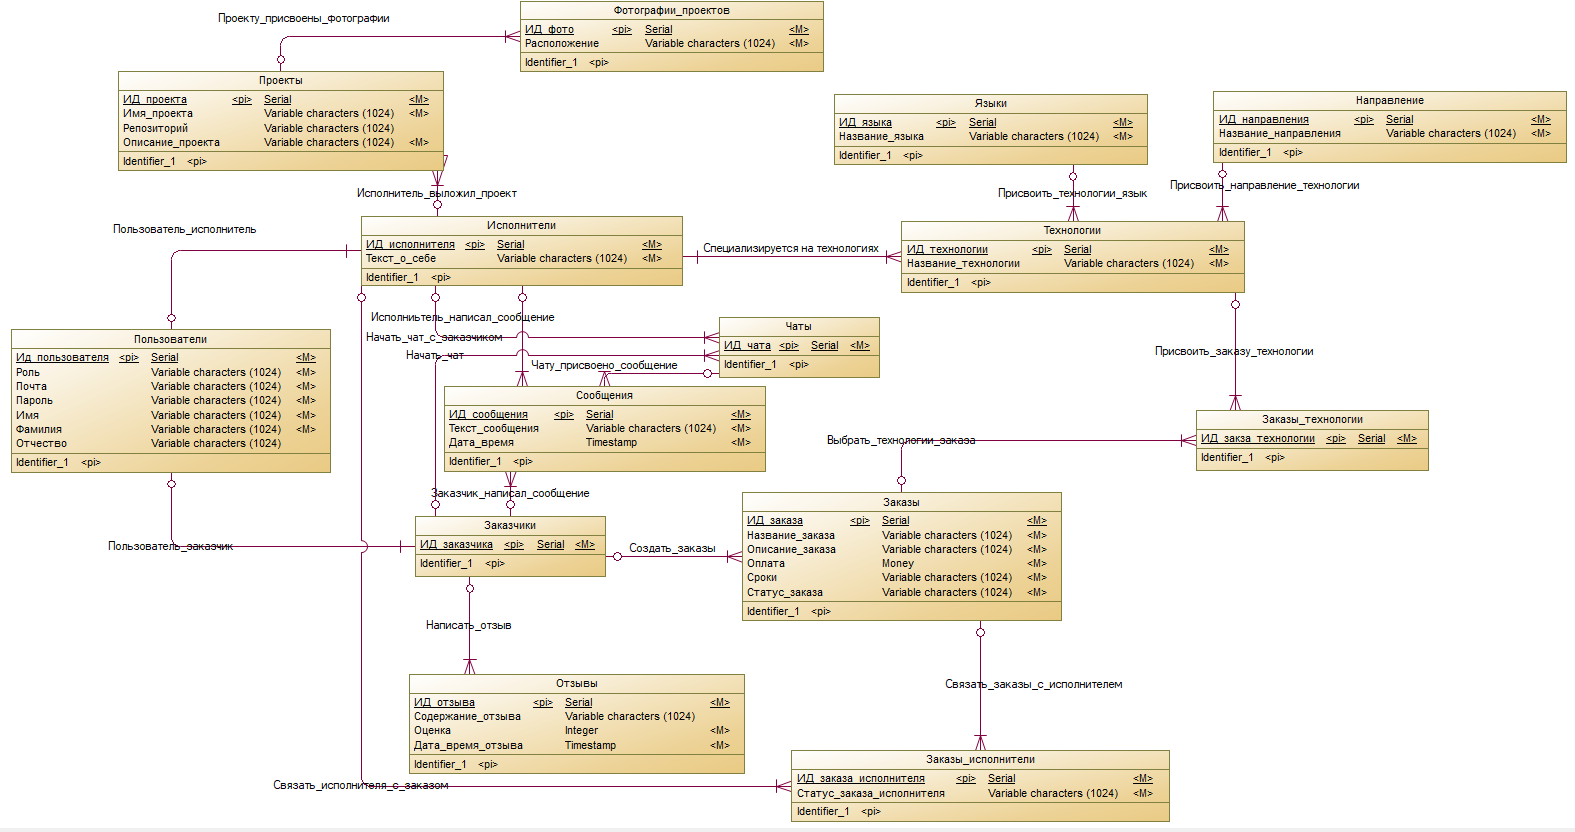 Проекту_присвоены_фотографии
Фотографии_проектов
ИД_фото <pi> Serial <M>
Расположение Variable characters (1024) <M>
Identifier_1 <pi>
Проекты
ИД_проекта <pi> Serial <M>
Имя_проекта Variable characters (1024) <M>
Репозиторий Variable characters (1024)
Описание_проекта Variable characters (1024) <M>
Identifier_1 <pi>
Языки
ИД_языка <pi> Serial <M>
Название_языка Variable characters (1024) <M>
Identifier_1 <pi>
Направление
ИД_направления <pi> Serial <M>
Название_направления Variable characters (1024) <M>
Identifier_1 <pi>
Исполнитель_выложил_проект
Присвоить_технологии_язык
Присвоить_направление_технологии
Пользователь_исполнитель
Исполнители
ИД_исполнителя <pi> Serial <M>
Текст_о_себе Variable characters (1024) <M>
Identifier_1 <pi>
Специализируется на технологиях
Технологии
ИД_технологии <pi> Serial <M>
Название_технологии Variable characters (1024) <M>
Identifier_1 <pi>
Исполниьтель_написал_сообщение
Начать_чат_с_заказчиком
Начать_чат
Чаты
ИД_чата <pi> Serial <M>
Identifier_1 <pi>
Чату_присвоено_сообщение
Присвоить_заказу_технологии
Пользователи
Ид_пользователя <pi> Serial <M>
Роль Variable characters (1024) <M>
Почта Variable characters (1024) <M>
Пароль Variable characters (1024) <M>
Имя Variable characters (1024) <M>
Фамилия Variable characters (1024) <M>
Отчество Variable characters (1024)
Identifier_1 <pi>
Сообщения
ИД_сообщения <pi> Serial <M>
Текст_сообщения Variable characters (1024) <M>
Дата_время Timestamp <M>
Identifier_1 <pi>
Заказы_технологии
ИД_закза_технологии <pi> Serial <M>
Identifier_1 <pi>
Выбрать_технологии_заказа
Заказчик_написал_сообщение
Заказчики
ИД_заказчика <pi> Serial <M>
Identifier_1 <pi>
Пользователь_заказчик
Создать_заказы
Заказы
ИД_заказа <pi> Serial <M>
Название_заказа Variable characters (1024) <M>
Описание_заказа Variable characters (1024) <M>
Оплата Money <M>
Сроки Variable characters (1024) <M>
Статус_заказа Variable characters (1024) <M>
Identifier_1 <pi>
Написать_отзыв
Отзывы
ИД_отзыва <pi> Serial <M>
Содержание_отзыва Variable characters (1024)
Оценка Integer <M>
Дата_время_отзыва Timestamp <M>
Identifier_1 <pi>
Связать_заказы_с_исполнителем
Связать_исполнителя_с_заказом
Заказы_исполнители
ИД_заказа_исполнителя <pi> Serial <M>
Статус_заказа_исполнителя Variable characters (1024) <M>
Identifier_1 <pi>